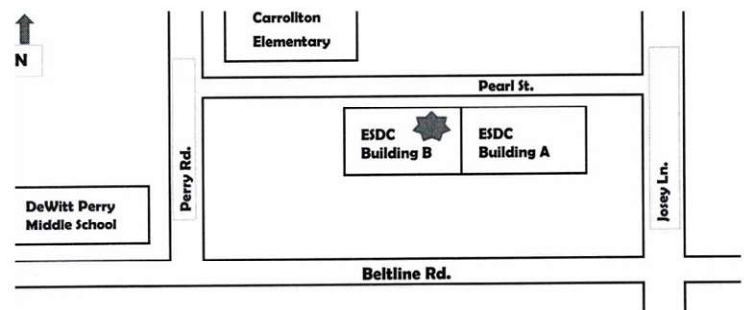 Carrollton
Elementary
N
Pearl St.
ESDC
Building B
ESDC
Building A
Perry Rd.
Josey Ln.
DeWitt Perry
Middle School
Beltline Rd.